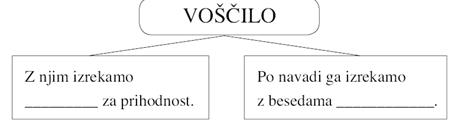 VOŠČILO
Z njim izrekamo
_________ za prihodnost.
Po navadi ga izrekamo
z besedama ____________.